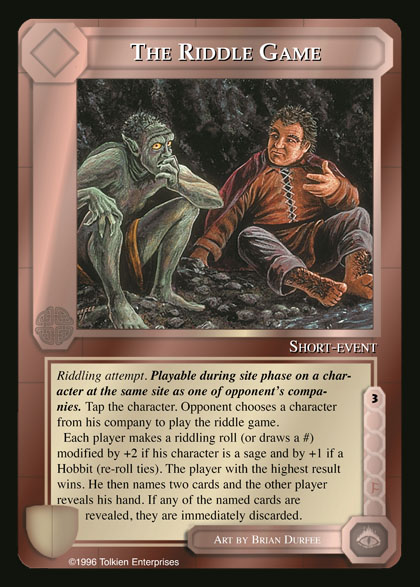 THE RIDDLE GAME
SHORT-EVENT
Riddling attempt. Playable during site phase on a char-
acter at the same site as one of opponent's compa-
nies. Tap the character. Opponent chooses a character
from his company to play the riddle game.
Each player makes a riddling roll (or draws a #)
modified by +2 if his character is a sage and by +1 if a
Hobbit (re-roll ties). The player with the highest result
wins. He then names two cards and the other player
reveals his hand. If any of the named cards are
revealed, they are immediately discarded.
3
R
ART BY BRIAN DURFEE
©1996 Tolkien Enterprises